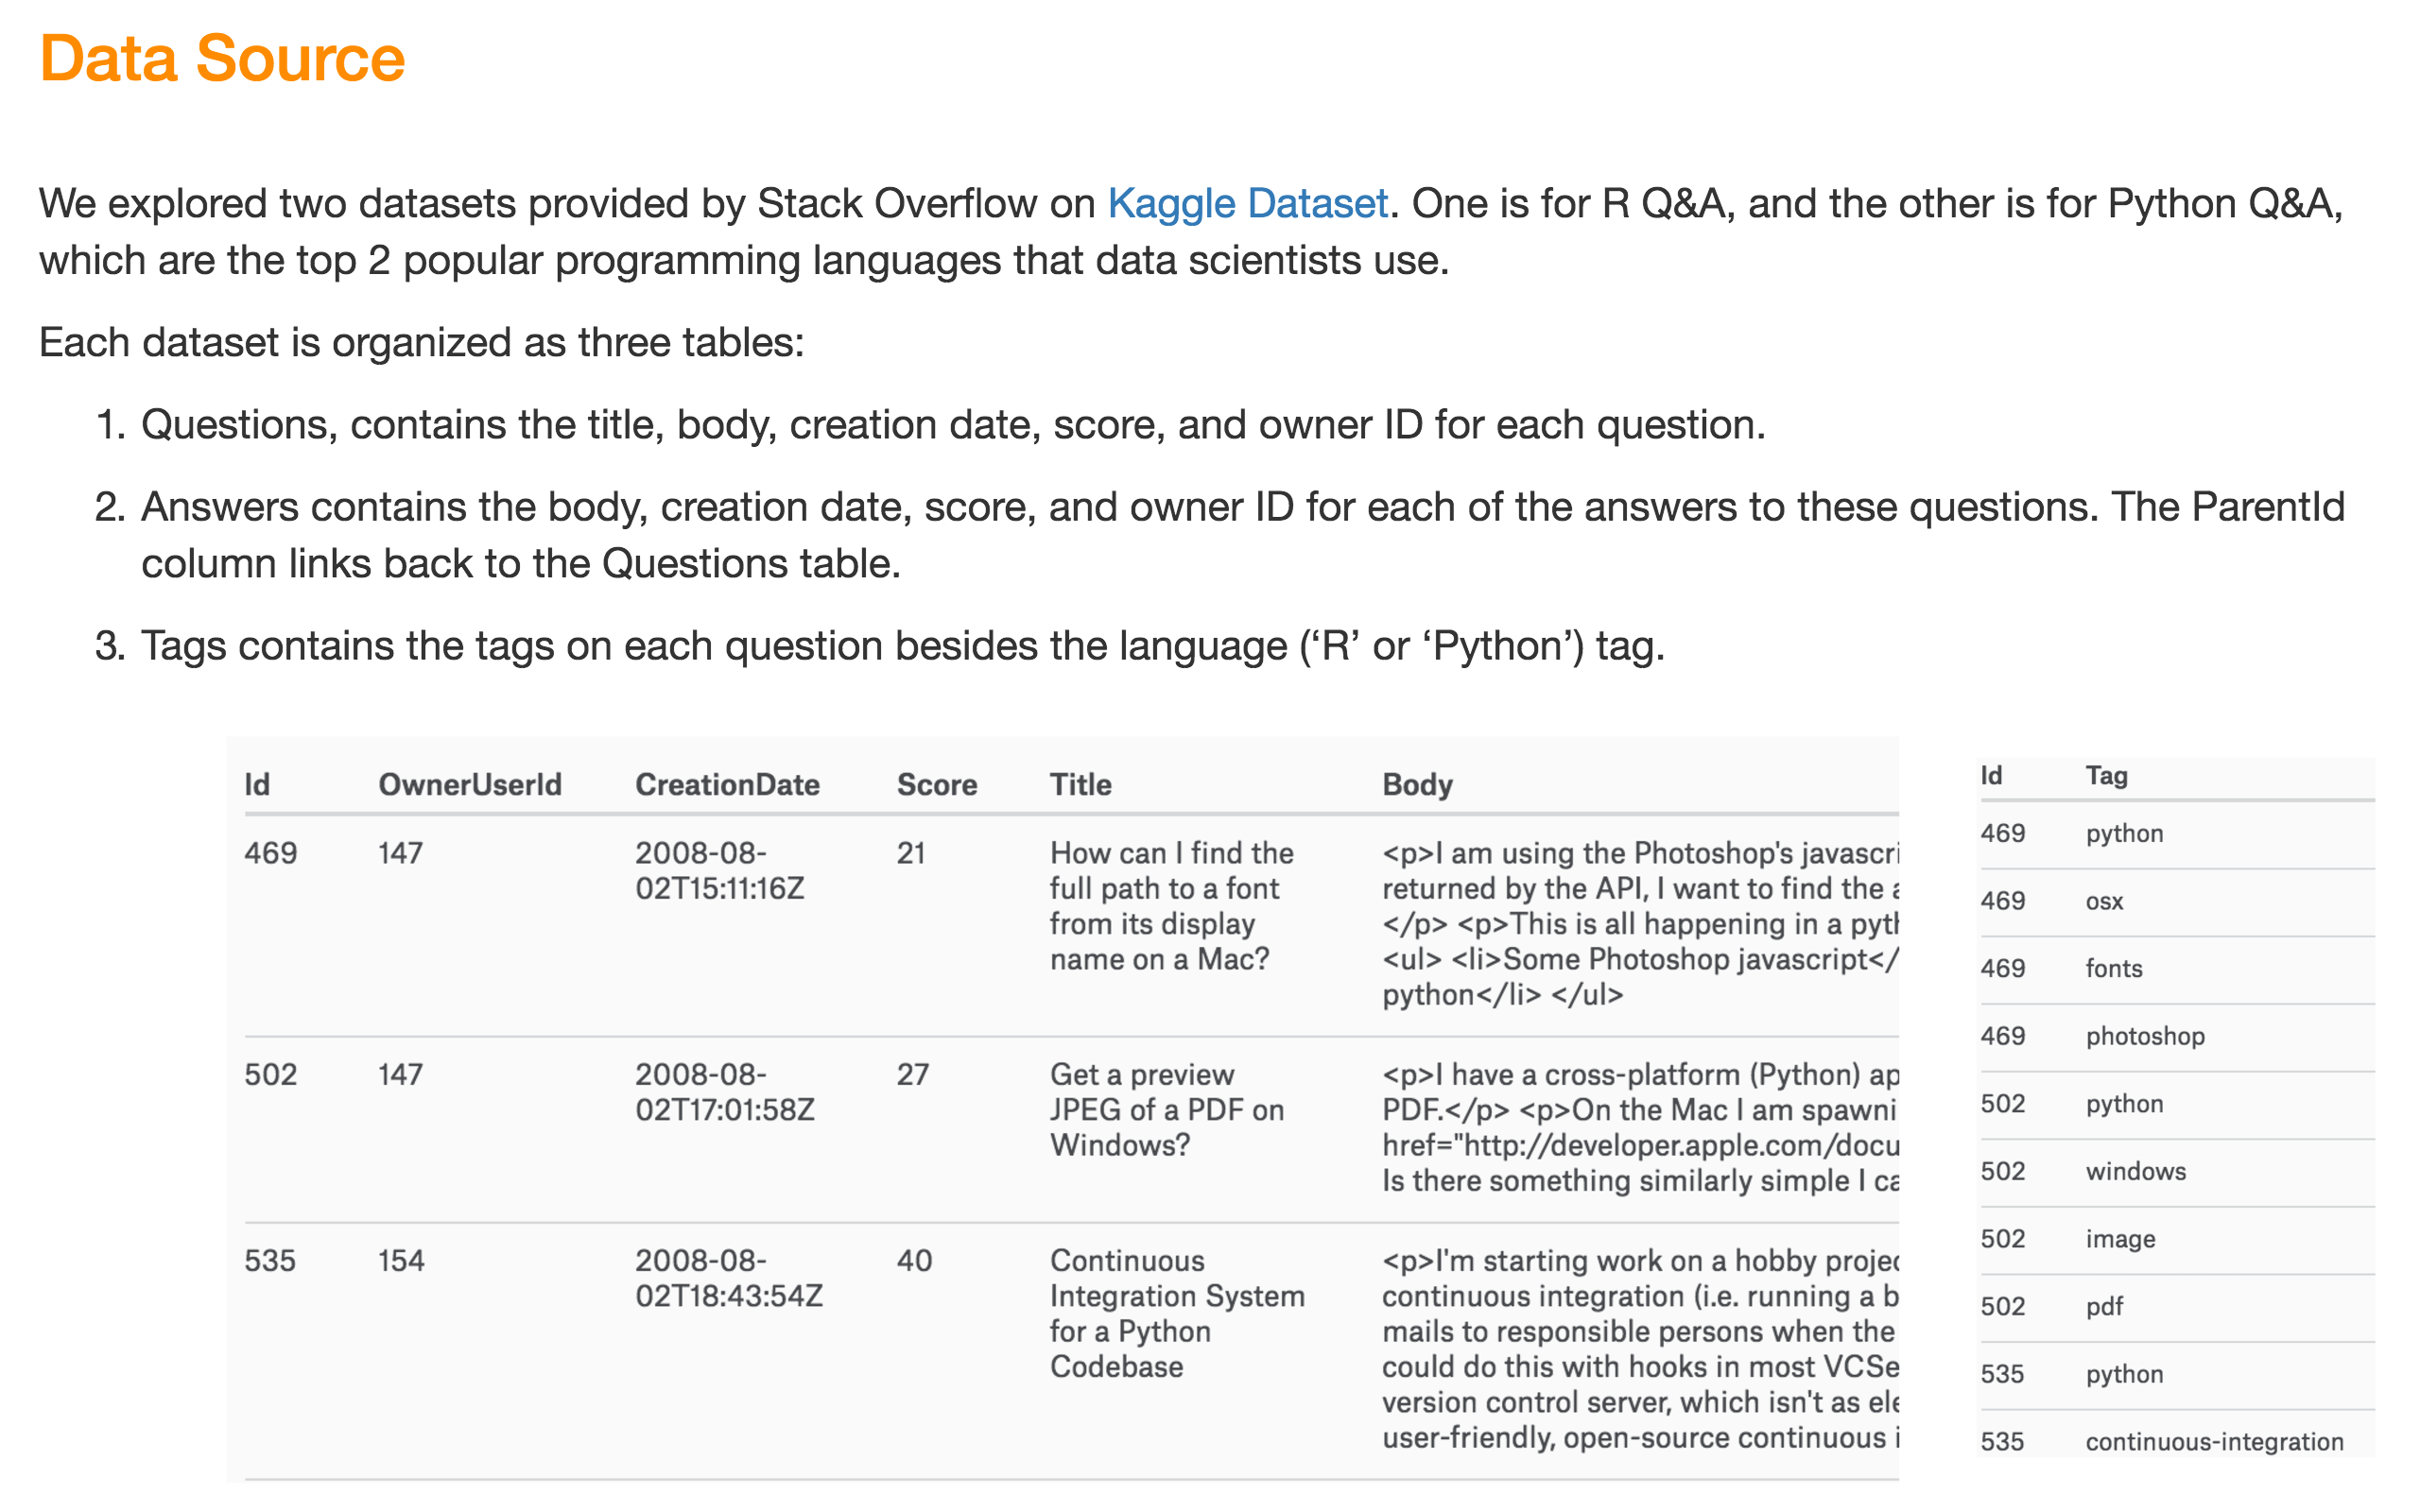 Data Source
We explored two datasets provided by Stack Overflow on Kaggle Dataset. One is for R Q&A, and the other is for Python Q&A,
which are the top 2 popular programming languages that data scientists use.
Each dataset is organized as three tables:
1. Questions, contains the title, body, creation date, score, and owner ID for each question.
2. Answers contains the body, creation date, score, and owner ID for each of the answers to these questions. The ParentId
column links back to the Questions table.
3. Tags contains the tags on each question besides the language (‘R’ or ‘Python’) tag.
Id OwnerUserId CreationDate Score Title Body
469 147 2008-08- 21 How can I find the <p>I am using the Photoshop's javascri
02T15:11:16Z full path to a font returned by the API, I want to find the a
from its display </p> <p>This is all happening in a pyth
name on a Mac? <ul> <li>Some Photoshop javascript</
python</li> </ul>
502 147 2008-08- 27 Get a preview <p>I have a cross-platform (Python) ap
02T17:01:58Z JPEG of a PDF on PDF.</p> <p>On the Mac I am spawni
Windows? href="http://developer.apple.com/docu
Is there something similarly simple I ca
535 154 2008-08- 40 Continuous <p>I'm starting work on a hobby projec
02T18:43:54Z Integration System continuous integration (i.e. running a b
for a Python mails to responsible persons when the
Codebase could do this with hooks in most VCSe
version control server, which isn't as ele
user-friendly, open-source continuous i
Id Tag
469 python
469 osx
469 fonts
469 photoshop
502 python
502 windows
502 image
502 pdf
535 python
535 continuous-integration